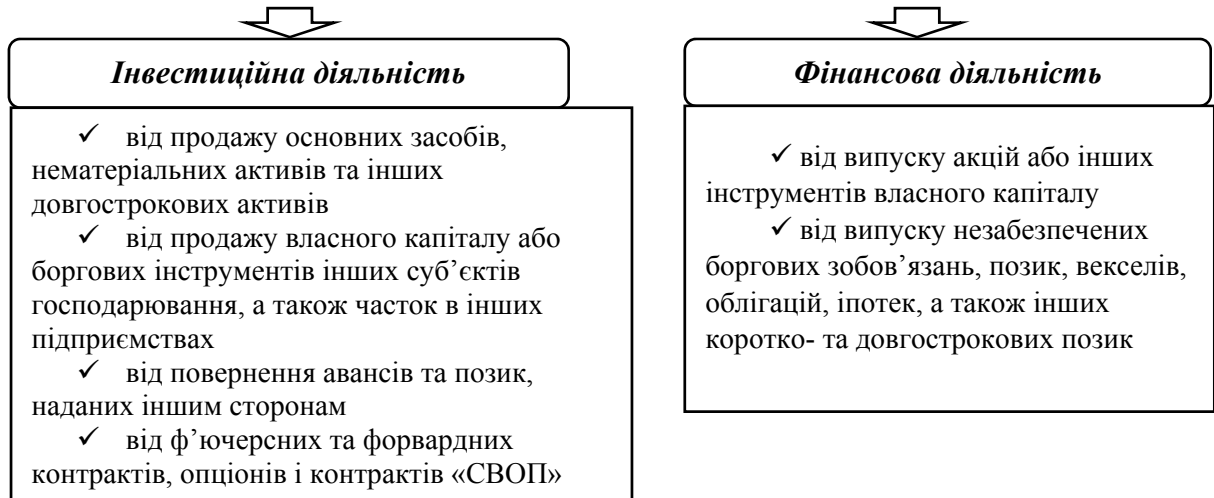 Інвестиційна діяльність
✓ від продажу основних засобів,
нематеріальних активів та інших
довгострокових активів
✓ від продажу власного капіталу або
боргових інструментів інших суб’єктів
господарювання, а також часток в інших
підприємствах
✓ від повернення авансів та позик,
наданих іншим сторонам
✓ від ф’ючерсних та форвардних
контрактів, опціонів і контрактів «СВОП»
Фінансова діяльність
✓ від випуску акцій або інших
інструментів власного капіталу
✓ від випуску незабезпечених
боргових зобов’язань, позик, векселів,
облігацій, іпотек, а також інших
коротко- та довгострокових позик